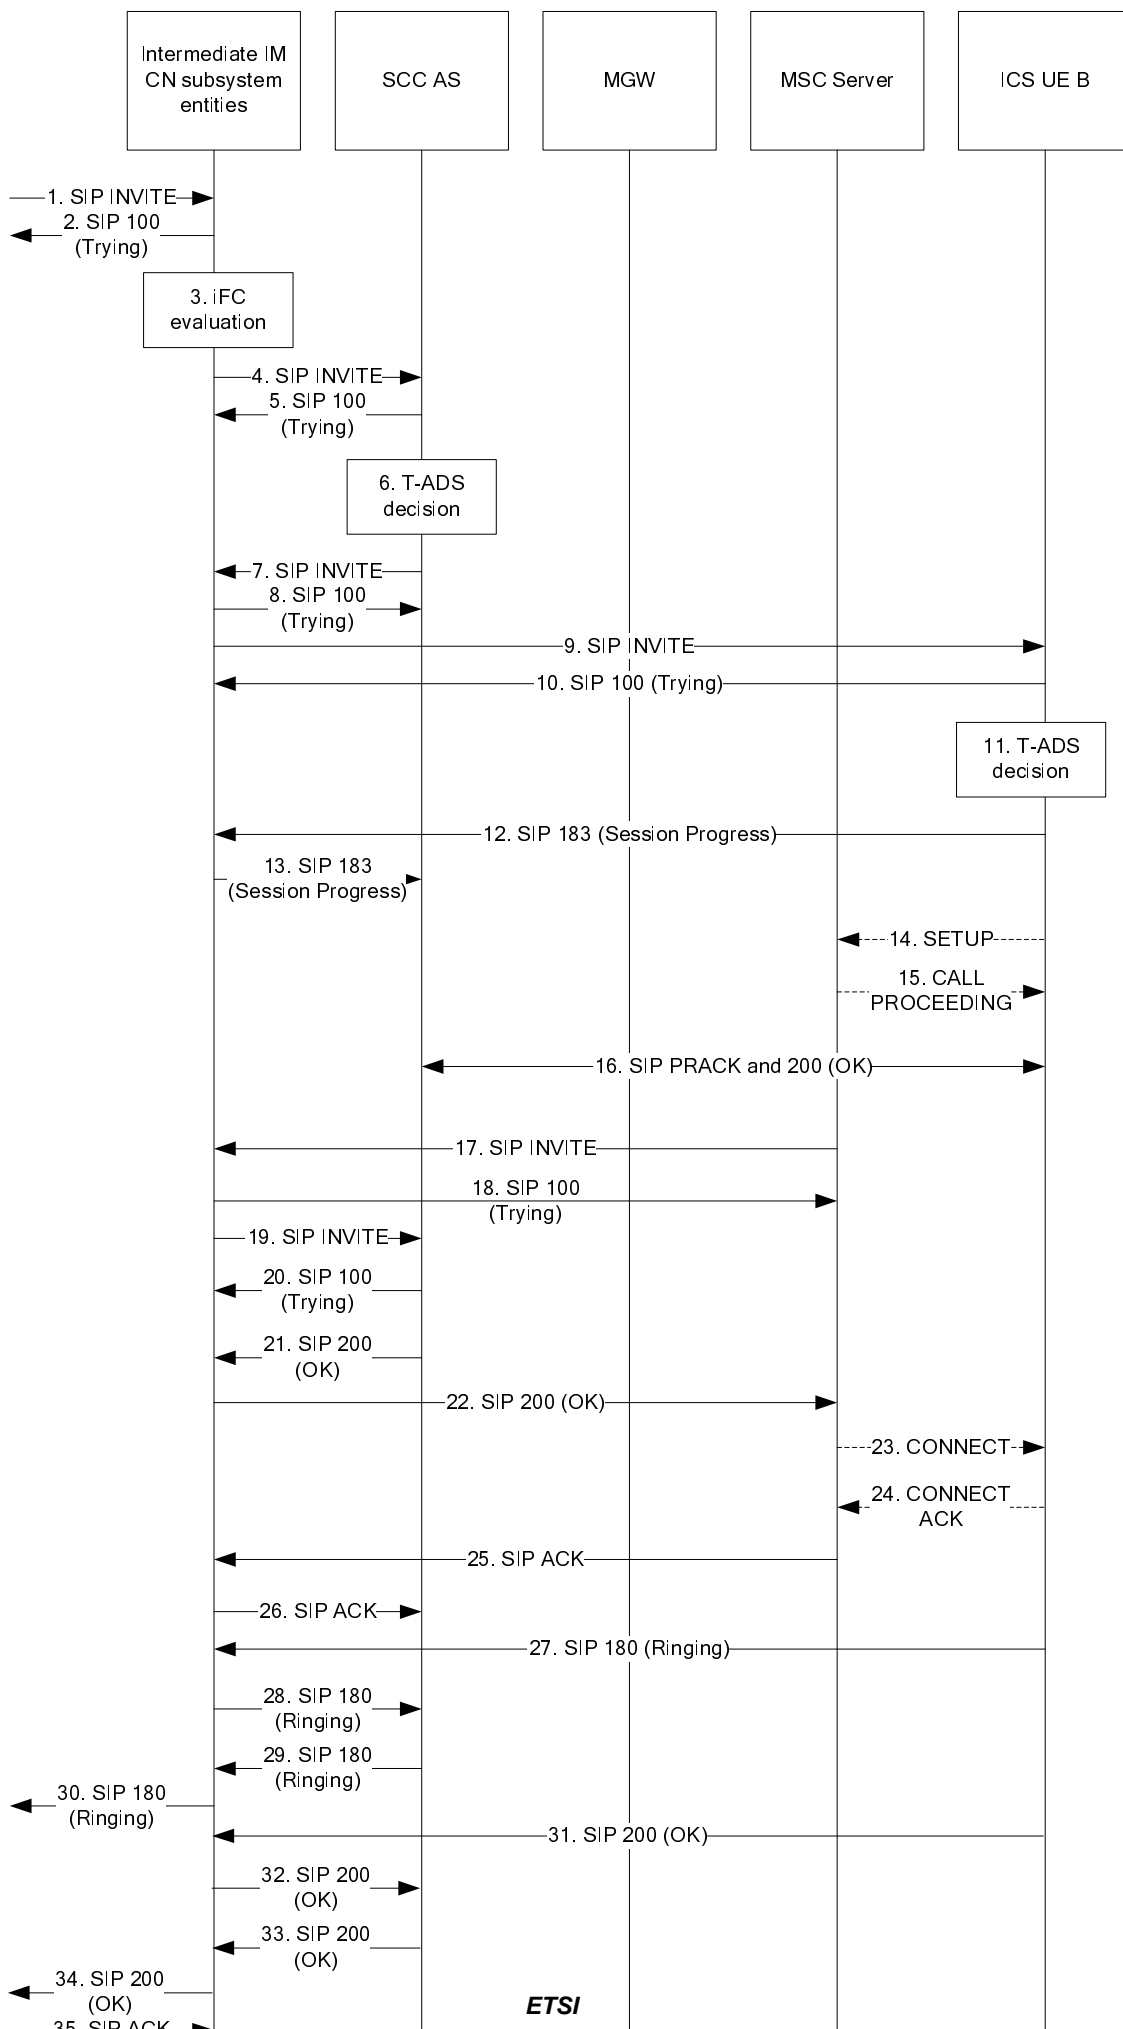 Intermediate IM
CN subsystem
entities
SCC AS
MGW
MSC Server
ICS UE B
1. SIP INVITE
2. SIP 100
(Trying)
3. iFC
evaluation
4. SIP INVITE
5. SIP 100
(Trying)
6. T-ADS
decision
7. SIP INVITE
8. SIP 100
(Trying)
9. SIP INVITE
10. SIP 100 (Trying)
11. T-ADS
decision
12. SIP 183 (Session Progress)
13. SIP 183
(Session Progress)
14. SETUP
15. CALL
PROCEEDING
16. SIP PRACK and 200 (OK)
17. SIP INVITE
18. SIP 100
(Trying)
19. SIP INVITE
20. SIP 100
(Trying)
21. SIP 200
(OK)
22. SIP 200 (OK)
23. CONNECT
24. CONNECT
ACK
25. SIP ACK
26. SIP ACK
27. SIP 180 (Ringing)
28. SIP 180
(Ringing)
29. SIP 180
(Ringing)
30. SIP 180
(Ringing)
31. SIP 200 (OK)
32. SIP 200
(OK)
33. SIP 200
(OK)
34. SIP 200
(OK)
ETSI
35. SIP ACK